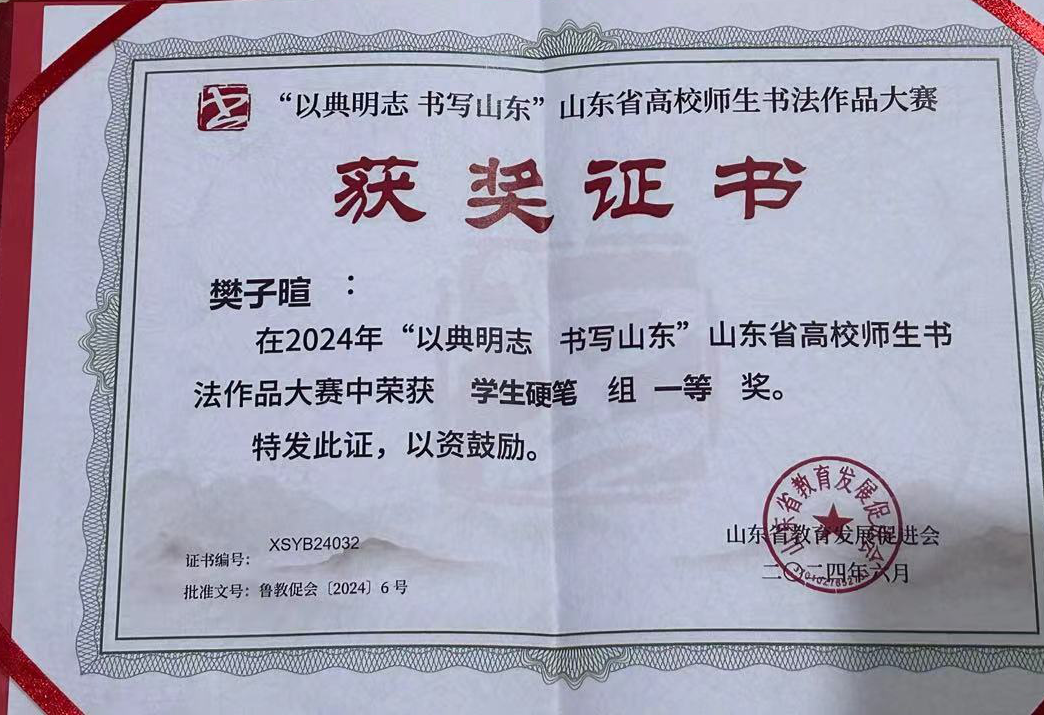 “以典明志 书写山东”山东省高校师生书法作品大赛
获奖证书
樊子暄 ：
在2024年“以典明志 书写山东”山东省高校师生书
法作品大赛中荣获 学生硬笔 组 一等 奖。
特发此证，以资鼓励。
山东省教育发展促进会
二〇二四年六月
证书编号： XSYB24032
批准文号：鲁教促会〔2024〕6 号
山东省教育发展促进会